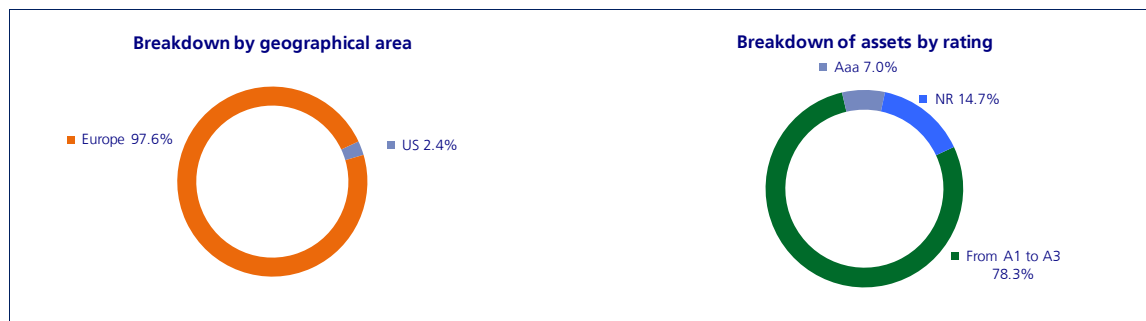 Breakdown by geographical area
Europe 97.6%
US 2.4%
Breakdown of assets by rating
Aaa 7.0%
NR 14.7%
From A1 to A3
78.3%